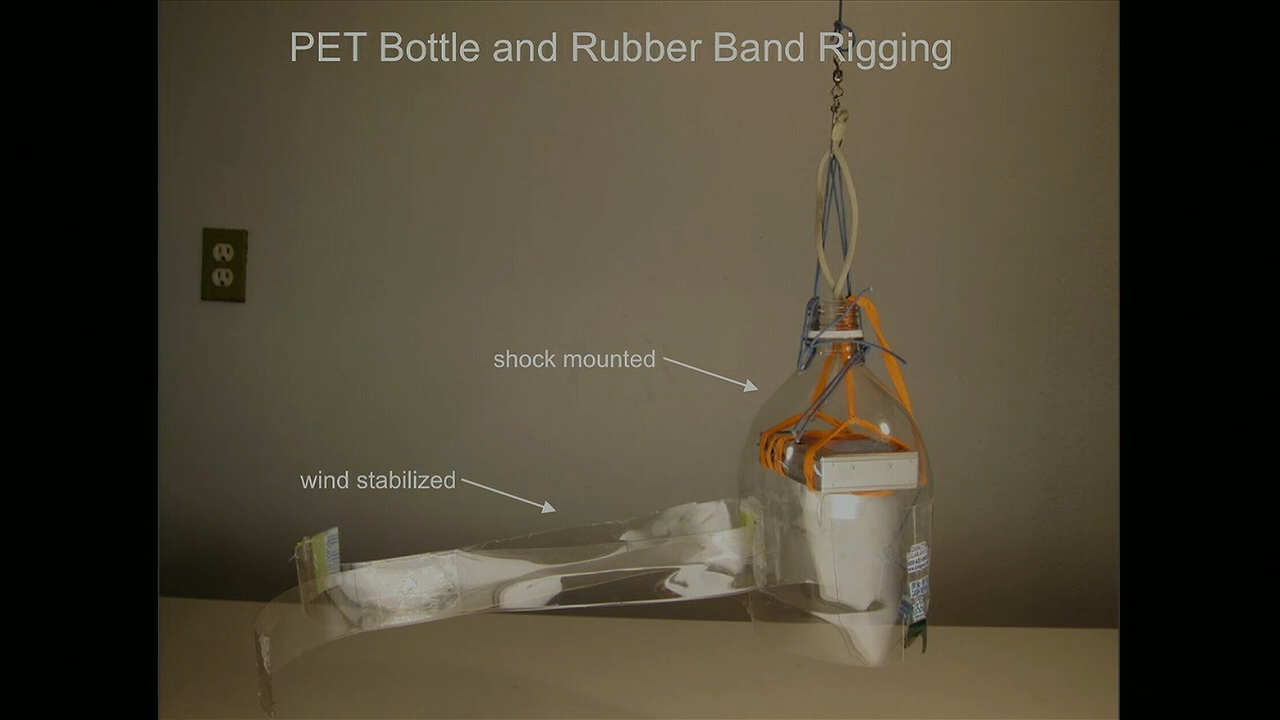 PET Bottle and Rubber Band Rigging
shock mounted
wind stabilized